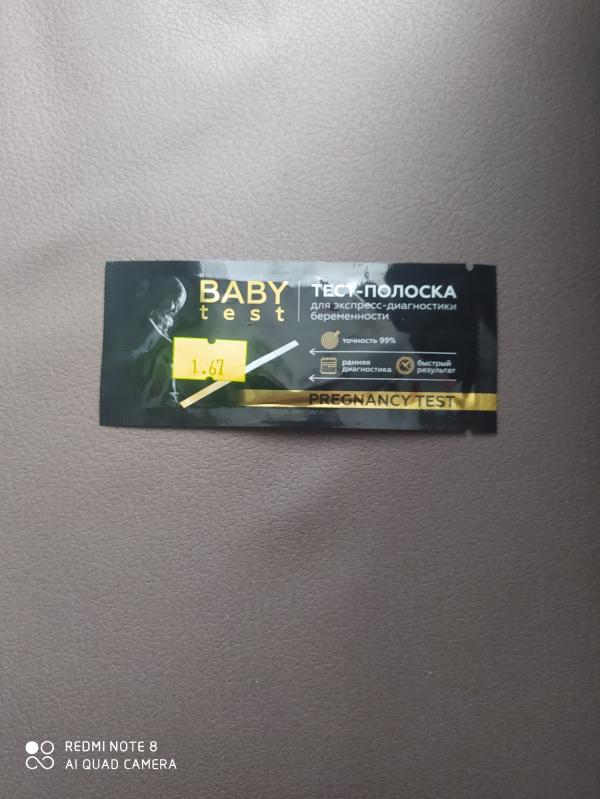 BABY
test
ТЕСТ-ПОЛОСКА
для экспресс-диагностики
беременности
точность 99%
ранняя
диагностика
быстрый
результат
1.67
PREGNANCY TEST
REDMI NOTE 8
AI QUAD CAMERA